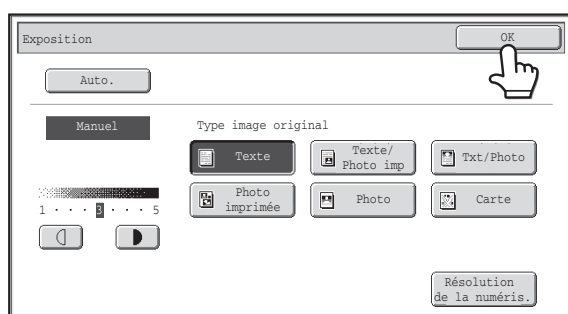 Exposition
OK
Auto.
Manuel
Type image original
Texte
Texte/
Photo imp
Txt/Photo
Photo
imprimée
Photo
Carte
1 · · · 3 · · · 5
Résolution
de la numéris.